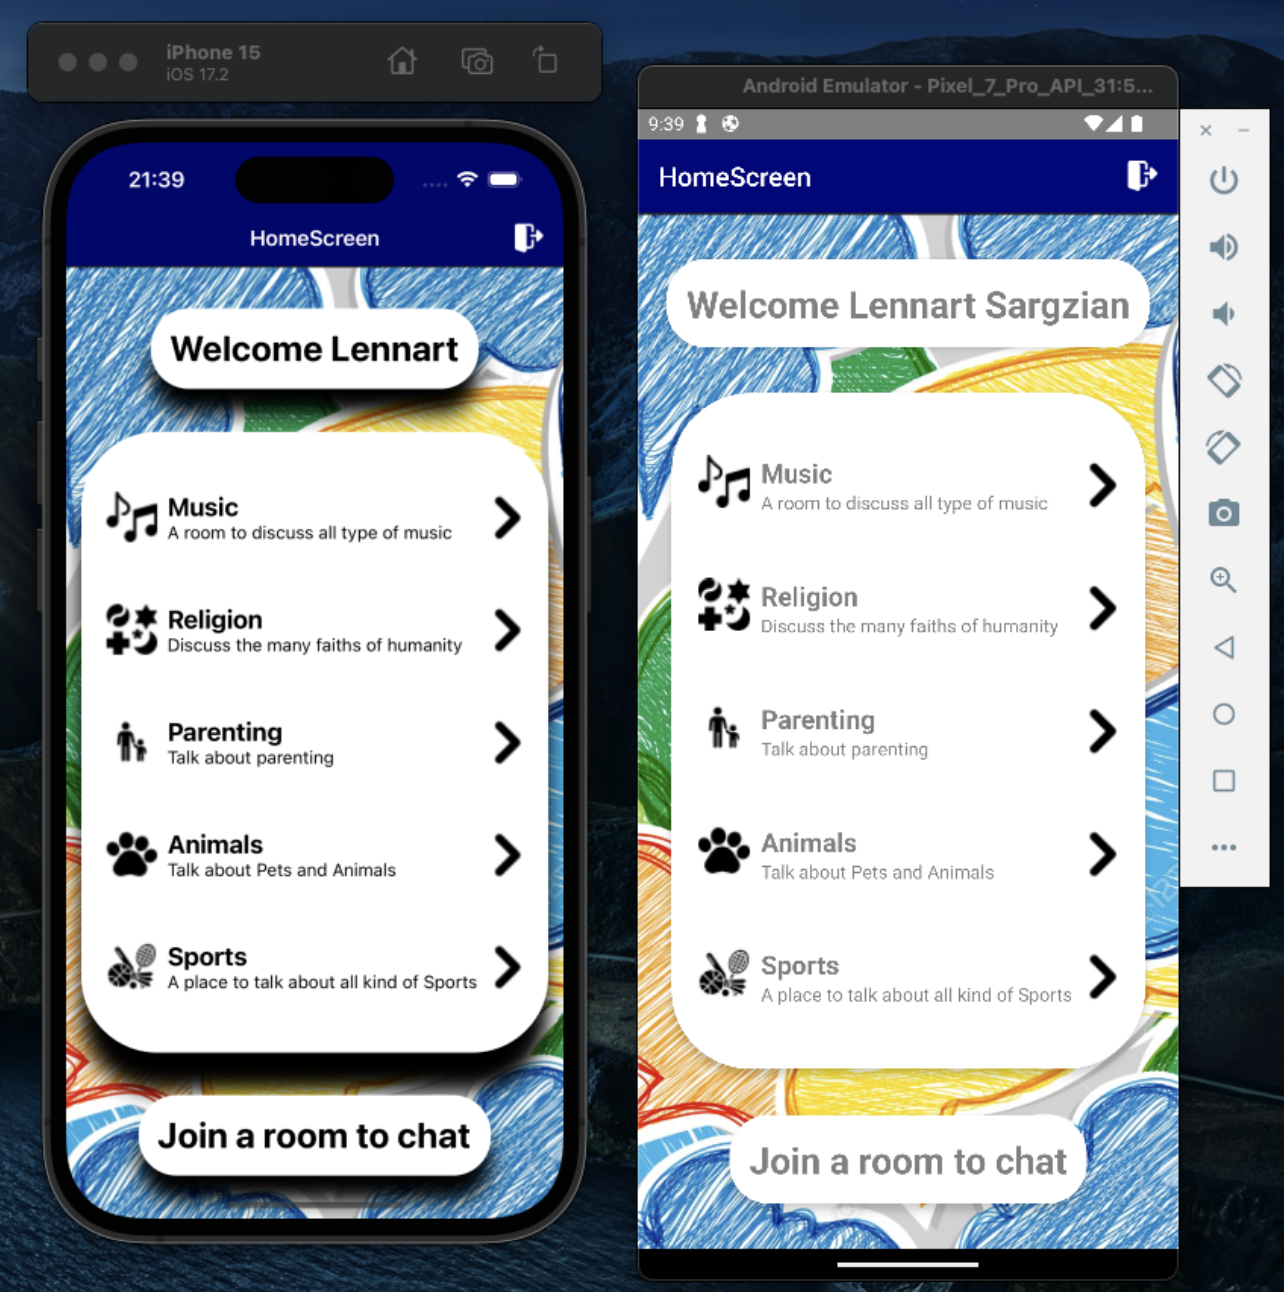 iPhone 15
iOS 17.2
21:39
HomeScreen
Welcome Lennart
Music
A room to discuss all type of music
Religion
Discuss the many faiths of humanity
Parenting
Talk about parenting
Animals
Talk about Pets and Animals
Sports
A place to talk about all kind of Sports
Join a room to chat
Android Emulator - Pixel_7_Pro_API_31:5...
9:39
HomeScreen
Welcome Lennart Sargzian
Music
A room to discuss all type of music
Religion
Discuss the many faiths of humanity
Parenting
Talk about parenting
Animals
Talk about Pets and Animals
Sports
A place to talk about all kind of Sports
Join a room to chat